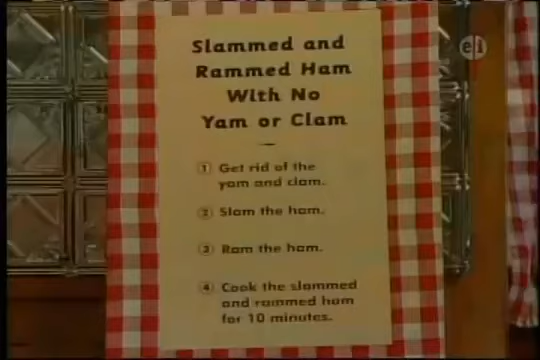 Slammed and
Rammed Ham
With No
Yam or Clam
1 Get rid of the
yam and clam.
2 Slam the ham.
3 Ram the ham.
4 Cook the slammed
and rammed ham
for 10 minutes.